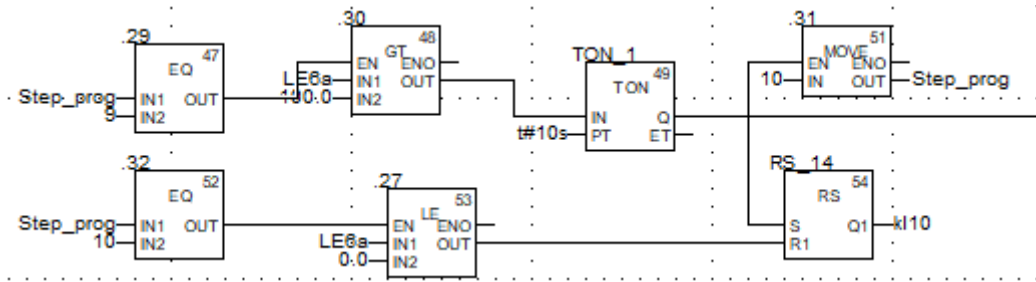 .29
47
EQ
Step_prog IN1 OUT
9 IN2
.30
48
GT
EN ENO
LE6a IN1 OUT
100.0 IN2
TON_1
49
TON
IN Q
t#10s PT ET
.31
51
MOVE
EN ENO
10 IN OUT Step_prog
.32
52
EQ
Step_prog IN1 OUT
10 IN2
.27
53
LE
EN ENO
LE6a IN1 OUT
0.0 IN2
RS_14
54
RS
S Q1 kl10
R1